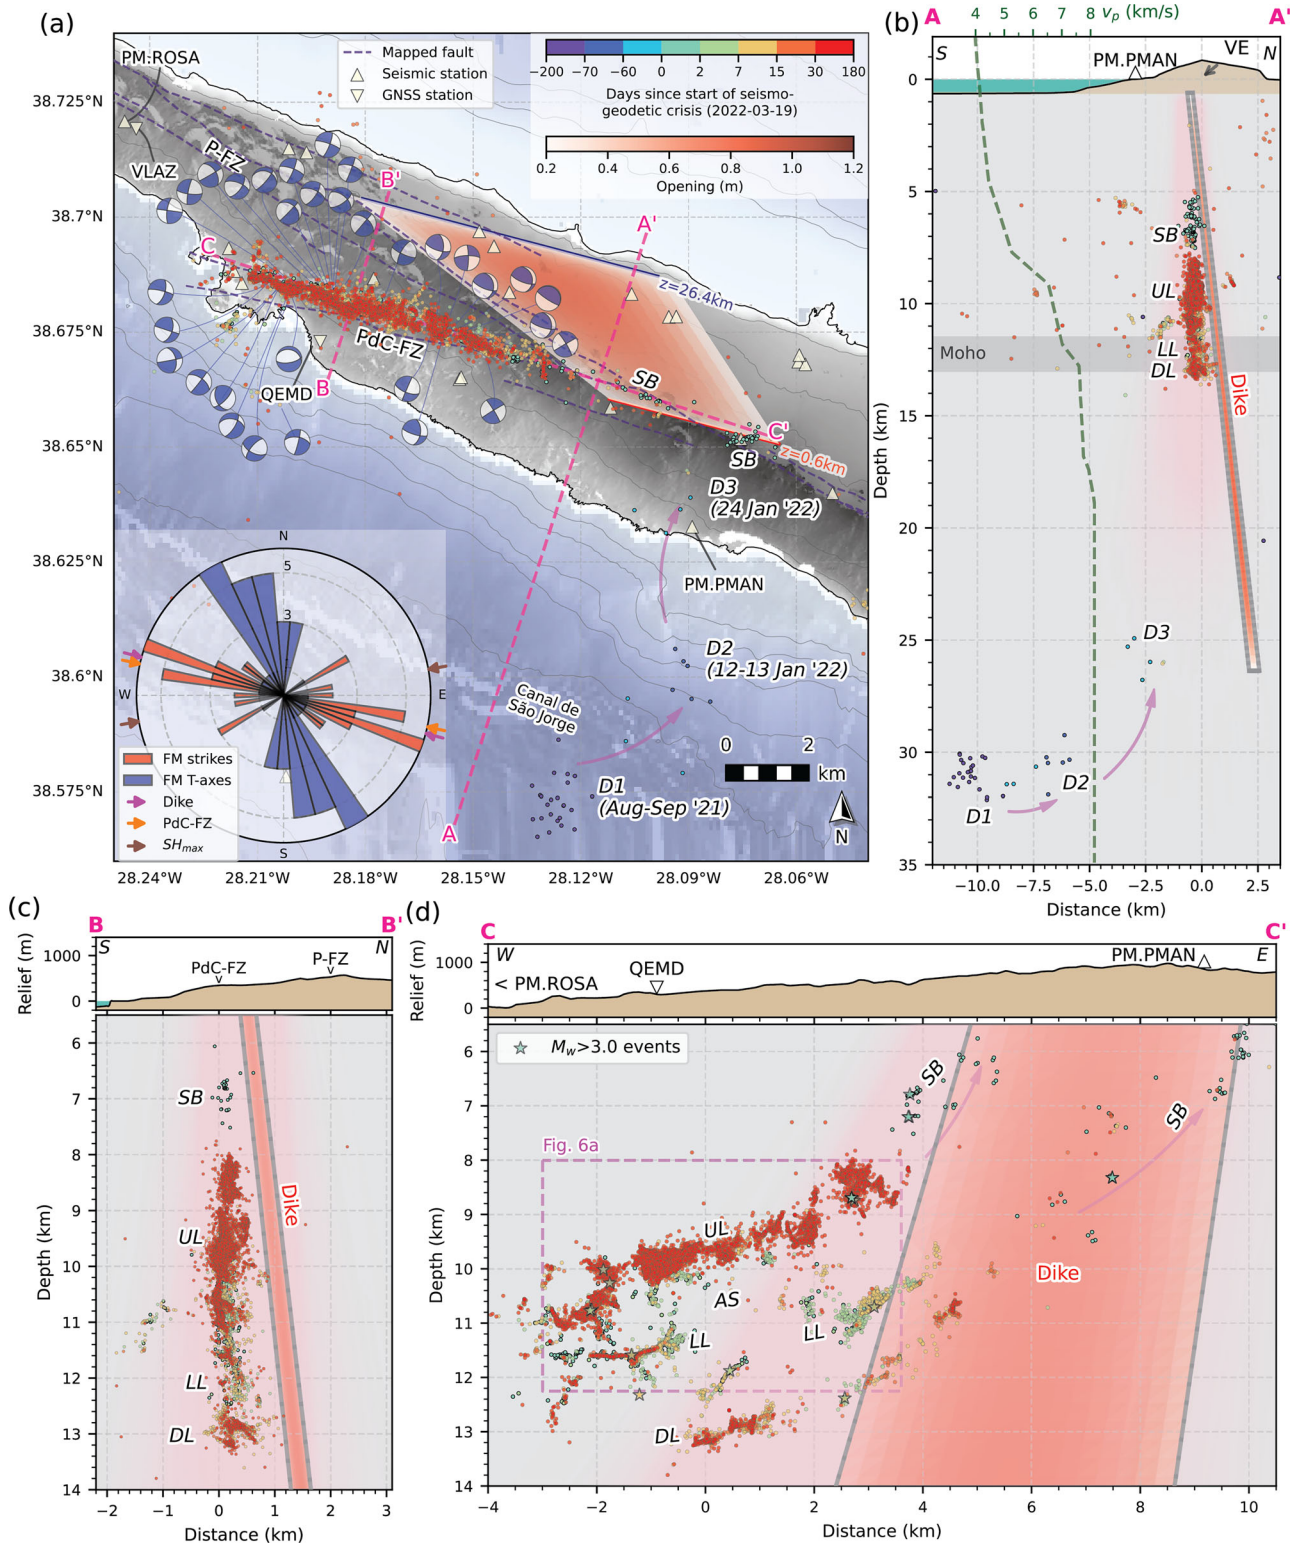 (a)
Mapped fault
Seismic station
GNSS station
−200 −70 −60 0 2 7 15 30 180
Days since start of seismo-
geodetic crisis (2022-03-19)
0.2 0.4 0.6 0.8 1.0 1.2
Opening (m)
PM.ROSA
VLAZ
P-FZ
B'
A'
C
z=26.4km
PdC-FZ
QEMD
B
SB
C'
SB
z=0.6km
D3
(24 Jan '22)
PM.PMAN
D2
(12-13 Jan '22)
Canal de
São Jorge
D1
(Aug-Sep '21)
A
0 2
km
N
38.725°N
38.7°N
38.675°N
38.65°N
38.625°N
38.6°N
38.575°N
28.24°W 28.21°W 28.18°W 28.15°W 28.12°W 28.09°W 28.06°W
N
5
3
W
E
S
FM strikes
FM T-axes
Dike
PdC-FZ
SHmax
(b)
A
4 5 6 7 8 vp (km/s)
A'
S
PM.PMAN
VE
N
SB
UL
LL
DL
Moho
Dike
D3
D2
D1
0
5
10
15
20
25
30
35
Depth (km)
−10.0 −7.5 −5.0 −2.5 0.0 2.5
Distance (km)
(c)
B
B'
S
N
PdC-FZ
P-FZ
1000
0
Relief (m)
SB
UL
LL
DL
Dike
6
7
8
9
10
11
12
13
14
Depth (km)
−2 −1 0 1 2 3
Distance (km)
(d)
C
C'
W
E
< PM.ROSA
QEMD
PM.PMAN
1000
0
Relief (m)
Mw>3.0 events
Fig. 6a
SB
SB
UL
AS
LL
LL
DL
Dike
6
7
8
9
10
11
12
13
14
Depth (km)
−4 −2 0 2 4 6 8 10
Distance (km)